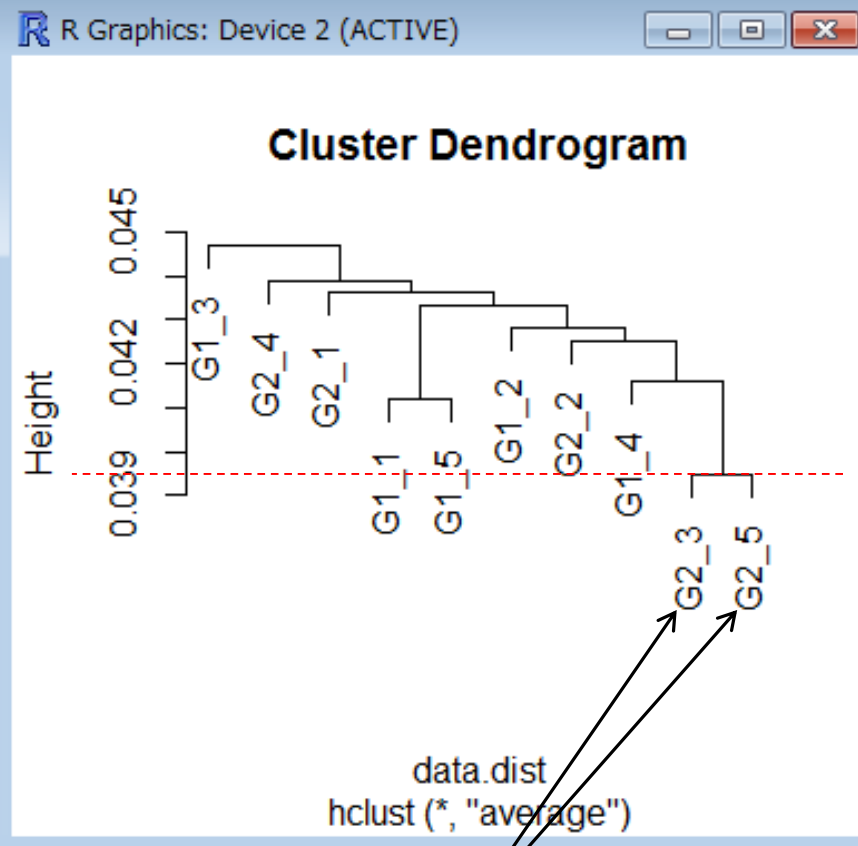 R Graphics: Device 2 (ACTIVE)
Cluster Dendrogram
Height
0.045
0.042
0.039
G1_3
G2_4
G2_1
G1_1
G1_5
G1_2
G2_2
G1_4
G2_3
G2_5
data.dist
hclust (*, "average")